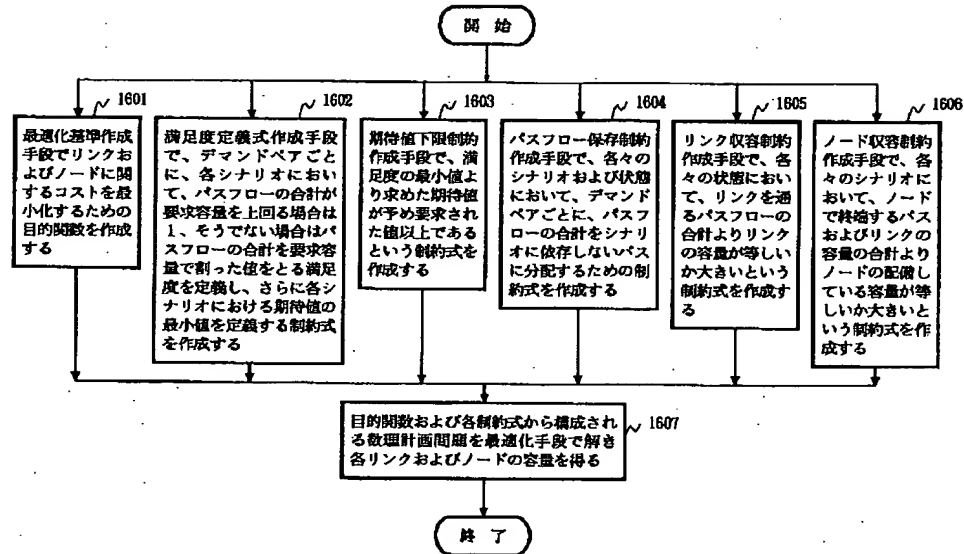 開 始
1601
最適化基準作成
手段でリンクお
よびノードに関
するコストを最
小化するための
目的関数を作成
する
1602
満足度定義式作成手段
で、デマンドペアごと
に、各シナリオにおい
て、パスフローの合計が
要求容量を上回る場合は
1、そうでない場合はパ
スフローの合計を要求容
量で割った値をとる満足
度を定義し、さらに各シ
ナリオにおける期待値の
最小値を定義する制約式
を作成する
1603
期待値下限制約
作成手段で、満
足度の最小値よ
り求めた期待値
が予め要求され
た値以上である
という制約式を
作成する
1604
パスフロー保存制約
作成手段で、各々の
シナリオおよび状態
において、デマンド
ペアごとに、パスフ
ローの合計をシナリ
オに依存しないパス
に分配するための制
約式を作成する
1605
リンク収容制約
作成手段で、各
々の状態におい
て、リンクを通
るパスフローの
合計よりリンク
の容量が等しい
か大きいという
制約式を作成す
る
1606
ノード収容制約
作成手段で、各
々のシナリオに
おいて、ノード
で終端するパス
およびリンクの
容量の合計より
ノードの配備し
ている容量が等
しいか大きいと
いう制約式を作
成する
目的関数および各制約式から構成され
る数理計画問題を最適化手段で解き
各リンクおよびノードの容量を得る
1607
終 了